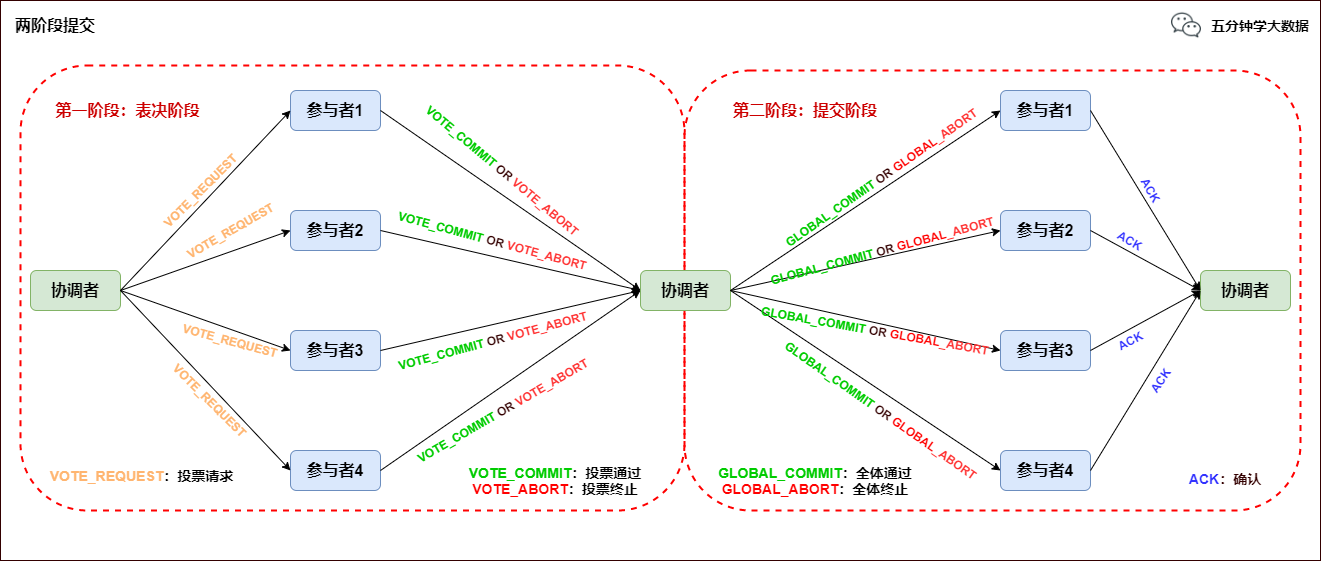 两阶段提交
五分钟学大数据
第一阶段：表决阶段
协调者
VOTE_REQUEST
VOTE_REQUEST
VOTE_REQUEST
VOTE_REQUEST
参与者1
参与者2
参与者3
参与者4
VOTE_COMMIT OR VOTE_ABORT
VOTE_COMMIT OR VOTE_ABORT
VOTE_COMMIT OR VOTE_ABORT
VOTE_COMMIT OR VOTE_ABORT
VOTE_REQUEST：投票请求
VOTE_COMMIT：投票通过
VOTE_ABORT：投票终止
协调者
第二阶段：提交阶段
GLOBAL_COMMIT OR GLOBAL_ABORT
GLOBAL_COMMIT OR GLOBAL_ABORT
GLOBAL_COMMIT OR GLOBAL_ABORT
GLOBAL_COMMIT OR GLOBAL_ABORT
参与者1
参与者2
参与者3
参与者4
ACK
ACK
ACK
ACK
协调者
GLOBAL_COMMIT：全体通过
GLOBAL_ABORT：全体终止
ACK：确认